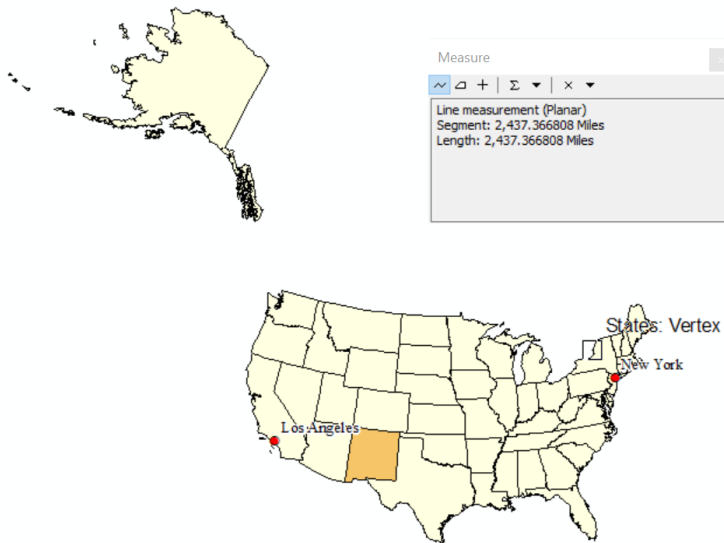 Measure
Line measurement (Planar)
Segment: 2,437.366808 Miles
Length: 2,437.366808 Miles
States: Vertex
New York
Los Angeles